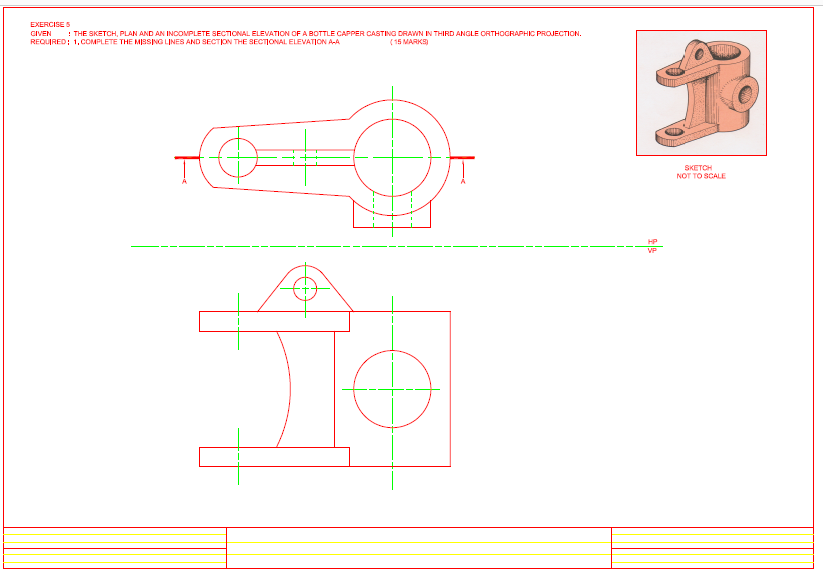 EXERCISE 5
GIVEN : THE SKETCH, PLAN AND AN INCOMPLETE SECTIONAL ELEVATION OF A BOTTLE CAPPER CASTING DRAWN IN THIRD ANGLE ORTHOGRAPHIC PROJECTION.
REQUIRED : 1, COMPLETE THE MISSING LINES AND SECTION THE SECTIONAL ELEVATION A-A (15 MARKS)
SKETCH
NOT TO SCALE
A A
HP
VP